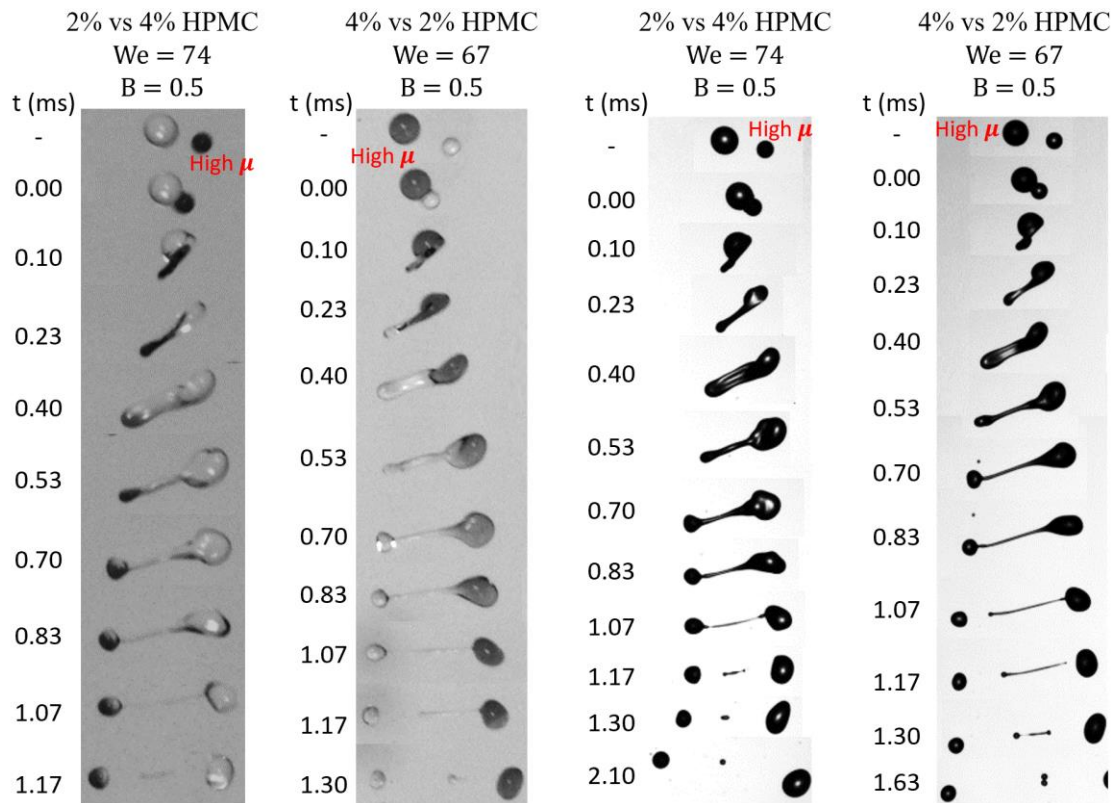 2% vs 4% HPMC
We = 74
B = 0.5
t (ms)
-
High μ
0.00
0.10
0.23
0.40
0.53
0.70
0.83
1.07
1.17
4% vs 2% HPMC
We = 67
B = 0.5
t (ms)
-
High μ
0.00
0.10
0.23
0.40
0.53
0.70
0.83
1.07
1.17
1.30
2% vs 4% HPMC
We = 74
B = 0.5
t (ms)
-
High μ
0.00
0.10
0.23
0.40
0.53
0.70
0.83
1.07
1.17
1.30
2.10
4% vs 2% HPMC
We = 67
B = 0.5
t (ms)
-
High μ
0.00
0.10
0.23
0.40
0.53
0.70
0.83
1.07
1.17
1.30
1.63